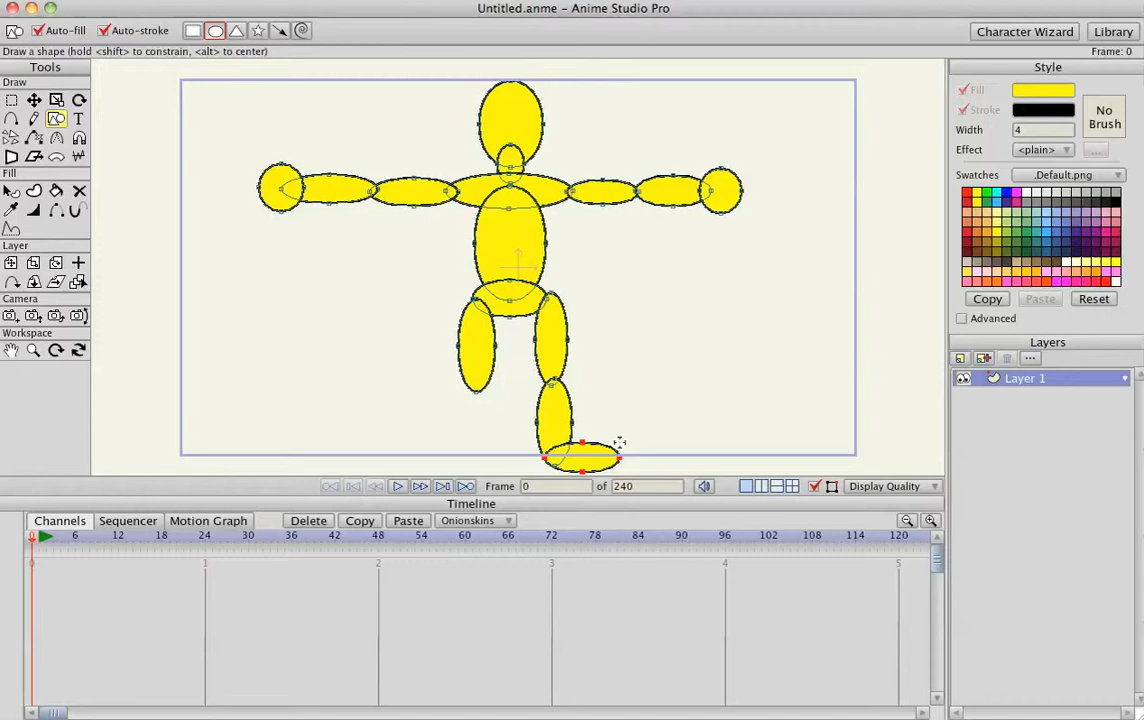 Untitled.anme - Anime Studio Pro
Auto-fill Auto-stroke Character Wizard Library
Draw a shape (hold <shift> to constrain, <alt> to center) Frame: 0
Tools
Draw
T
Fill
Layer
Camera
Workspace
Style
Fill
Stroke
No Brush
Width 4
Effect <plain> ...
Swatches .Default.png
Copy Paste Reset
Advanced
Layers
...
Layer 1
Frame 0 of 240 Display Quality
Timeline
Channels Sequencer Motion Graph Delete Copy Paste Onionskins
0 6 12 18 24 30 36 42 48 54 60 66 72 78 84 90 96 102 108 114 120
0 1 2 3 4 5